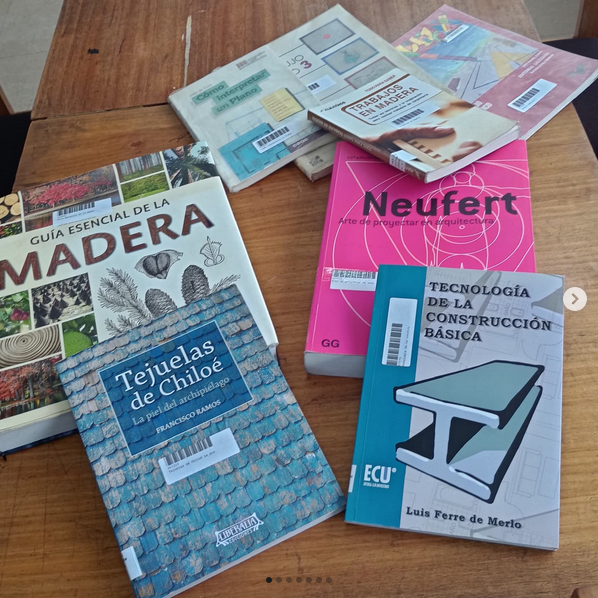 Cómo interpretar
un Plano
TRABAJOS
EN MADERA
GUÍA ESENCIAL DE LA
MADERA
Neufert
Arte de proyectar en arquitectura
GG
TECNOLOGÍA
DE LA
CONSTRUCCIÓN
BÁSICA
ECU
Luis Ferre de Merlo
Tejuelas
de Chiloé
La piel del archipiélago
FRANCISCO RAMOS
LIBERALIA